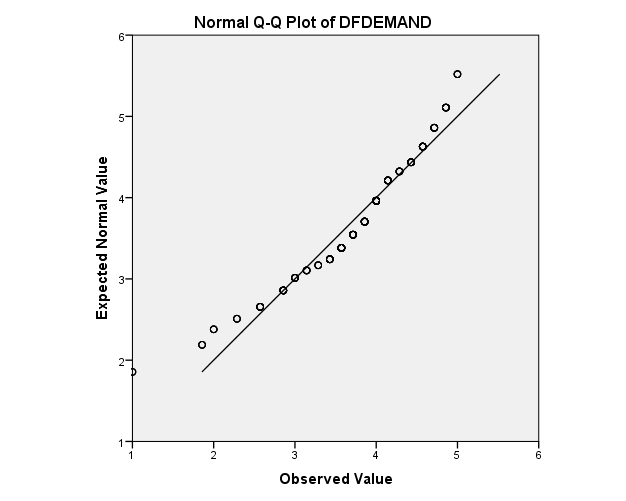 Normal Q-Q Plot of DFDEMAND
6
5
4
3
2
1
Expected Normal Value
1 2 3 4 5 6
Observed Value